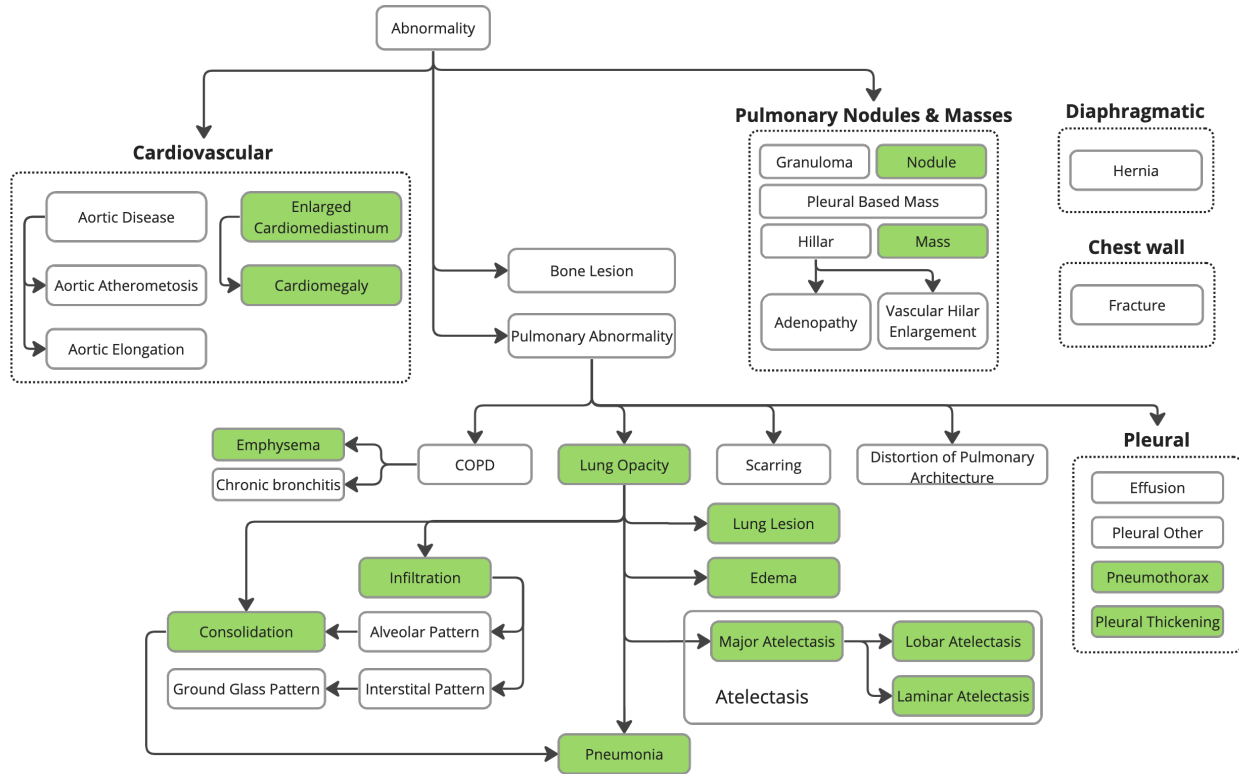 Abnormality
Cardiovascular
Aortic Disease
Enlarged
Cardiomediastinum
Aortic Atherometosis
Cardiomegaly
Aortic Elongation
Bone Lesion
Pulmonary Abnormality
Pulmonary Nodules & Masses
Granuloma
Nodule
Pleural Based Mass
Hillar
Mass
Adenopathy
Vascular Hilar
Enlargement
Diaphragmatic
Hernia
Chest wall
Fracture
Emphysema
Chronic bronchitis
COPD
Lung Opacity
Scarring
Distortion of Pulmonary
Architecture
Pleural
Effusion
Pleural Other
Pneumothorax
Pleural Thickening
Lung Lesion
Infiltration
Edema
Consolidation
Alveolar Pattern
Ground Glass Pattern
Interstital Pattern
Major Atelectasis
Lobar Atelectasis
Laminar Atelectasis
Atelectasis
Pneumonia